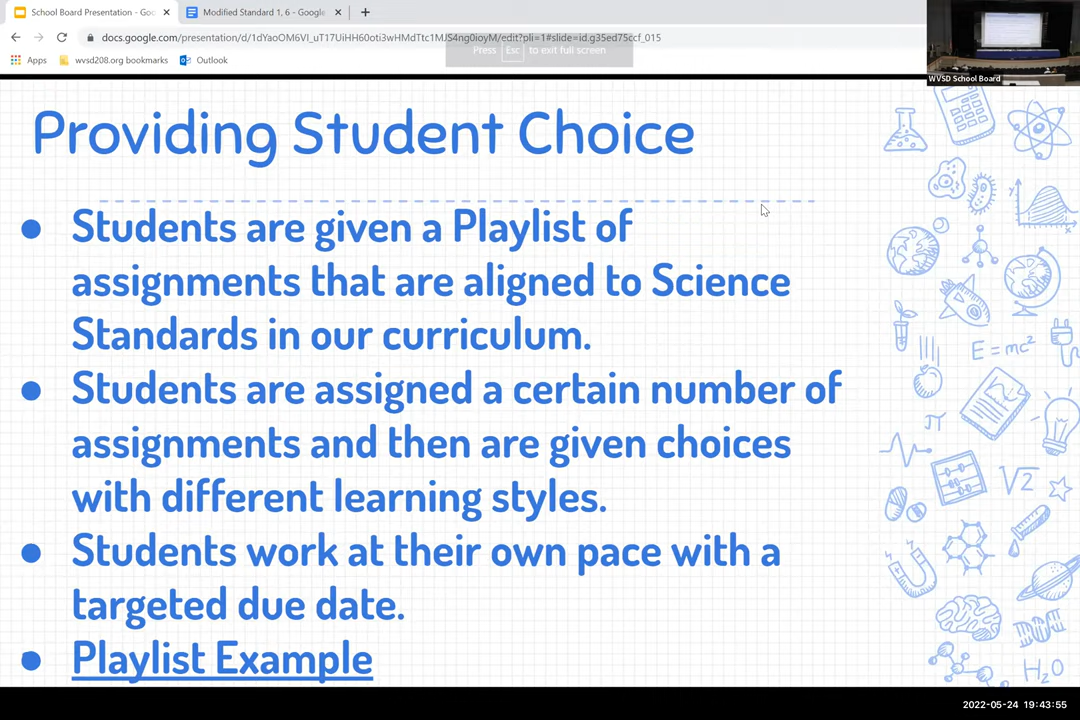 School Board Presentation - Goo
Modified Standard 1, 6 - Google
docs.google.com/presentation/d/1dYaoOM6VI_uT17UiHH60oti3wHMdTtc1MJS4ng0ioyM/edit?pli=1#slide=id.g35ed75ccf_015
Press Esc to exit full screen
Apps
wvsd208.org bookmarks
Outlook
WVSD School Board
Providing Student Choice
Students are given a Playlist of
assignments that are aligned to Science
Standards in our curriculum.
Students are assigned a certain number of
assignments and then are given choices
with different learning styles.
Students work at their own pace with a
targeted due date.
Playlist Example
y
x
E=mc²
π
√2
H₂O
2022-05-24 19:43:55